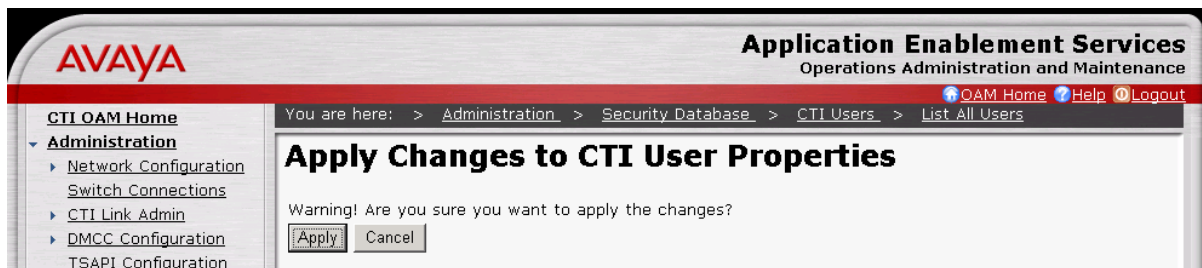 AVAYA
Application Enablement Services
Operations Administration and Maintenance
OAM Home Help Logout
CTI OAM Home
You are here: > Administration > Security Database > CTI Users > List All Users
Administration
Network Configuration
Switch Connections
CTI Link Admin
DMCC Configuration
TSAPI Configuration
Apply Changes to CTI User Properties
Warning! Are you sure you want to apply the changes?
Apply Cancel